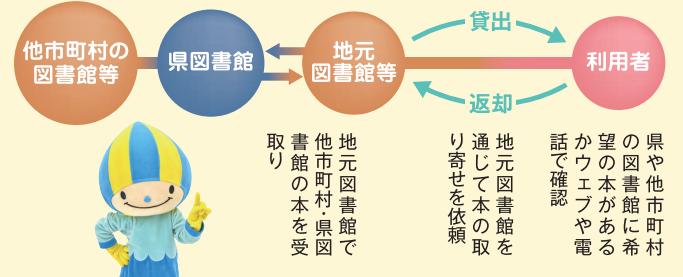 他市町村の
図書館等
県図書館
地元
図書館等
貸出
返却
利用者
県や他市町村
の図書館に希
望の本がある
かウェブや電
話で確認
地元図書館を
通じて本の取
り寄せを依頼
地元図書館で
他市町村・県図
書館の本を受
取り